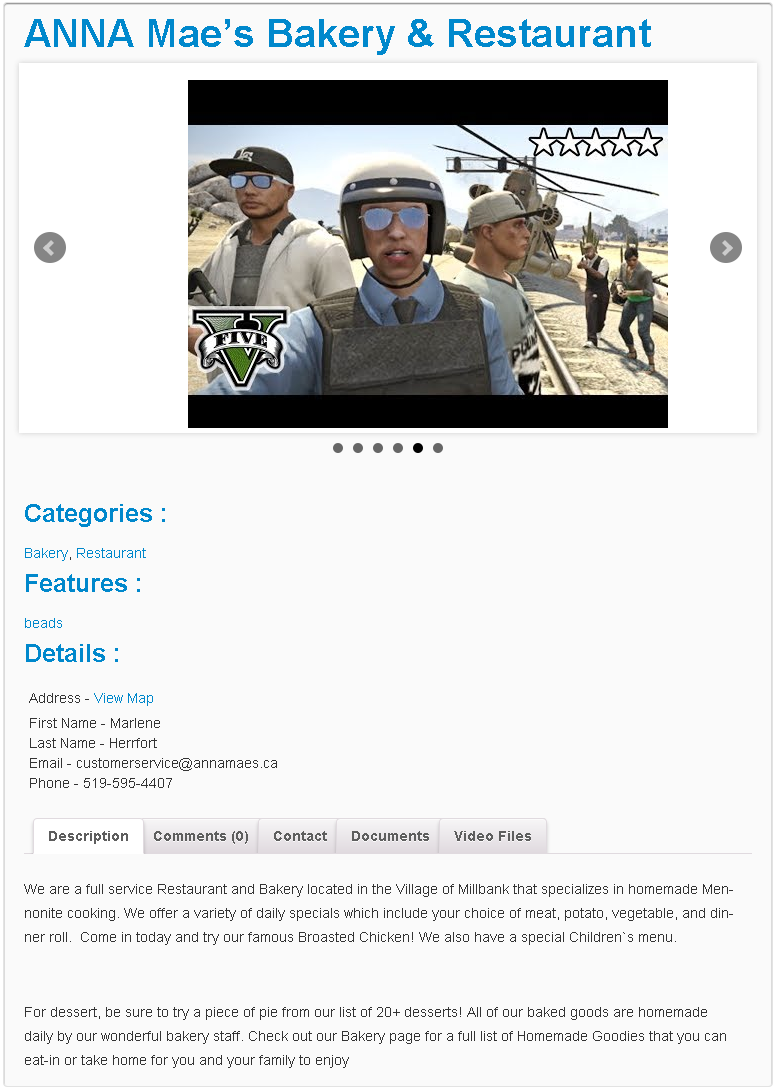 ANNA Mae’s Bakery & Restaurant
FIVE
V
Categories :
Bakery, Restaurant
Features :
beads
Details :
Address - View Map
First Name - Marlene
Last Name - Herrfort
Email - customerservice@annamaes.ca
Phone - 519-595-4407
Description Comments (0) Contact Documents Video Files
We are a full service Restaurant and Bakery located in the Village of Millbank that specializes in homemade Men-
nonite cooking. We offer a variety of daily specials which include your choice of meat, potato, vegetable, and din-
ner roll.  Come in today and try our famous Broasted Chicken! We also have a special Children`s menu.
For dessert, be sure to try a piece of pie from our list of 20+ desserts! All of our baked goods are homemade
daily by our wonderful bakery staff. Check out our Bakery page for a full list of Homemade Goodies that you can
eat-in or take home for you and your family to enjoy